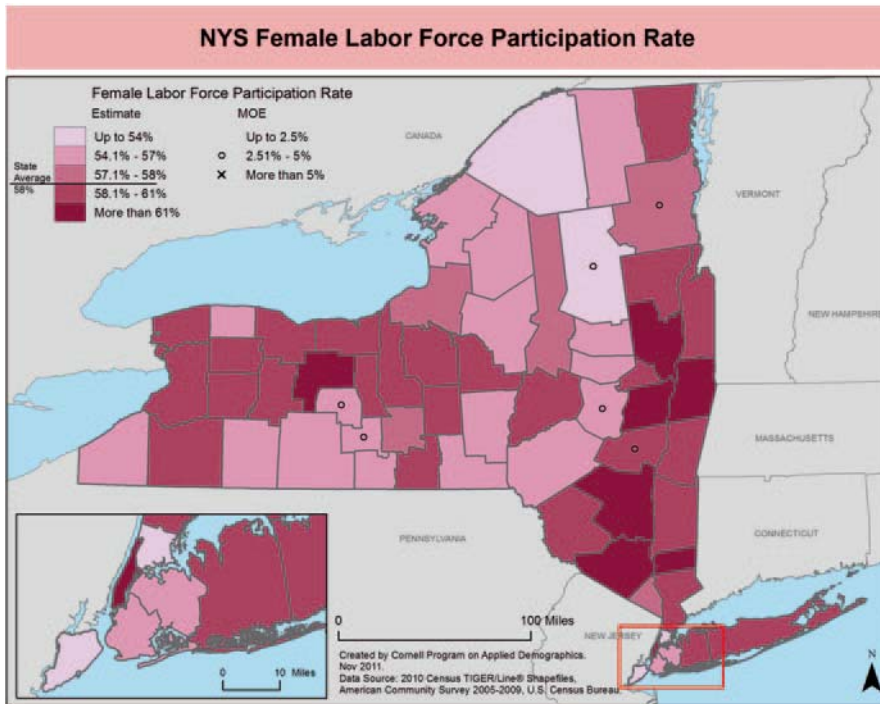 NYS Female Labor Force Participation Rate
Female Labor Force Participation Rate
Estimate MOE
Up to 54% Up to 2.5%
54.1% - 57% 2.51% - 5%
57.1% - 58% More than 5%
State
Average
58%
58.1% - 61%
More than 61%
CANADA
VERMONT
NEW HAMPSHIRE
MASSACHUSETTS
CONNECTICUT
PENNSYLVANIA
NEW JERSEY
0 100 Miles
0 10 Miles
N
Created by Cornell Program on Applied Demographics.
Nov 2011.
Data Source: 2010 Census TIGER/Line® Shapefiles,
American Community Survey 2005-2009, U.S. Census Bureau.